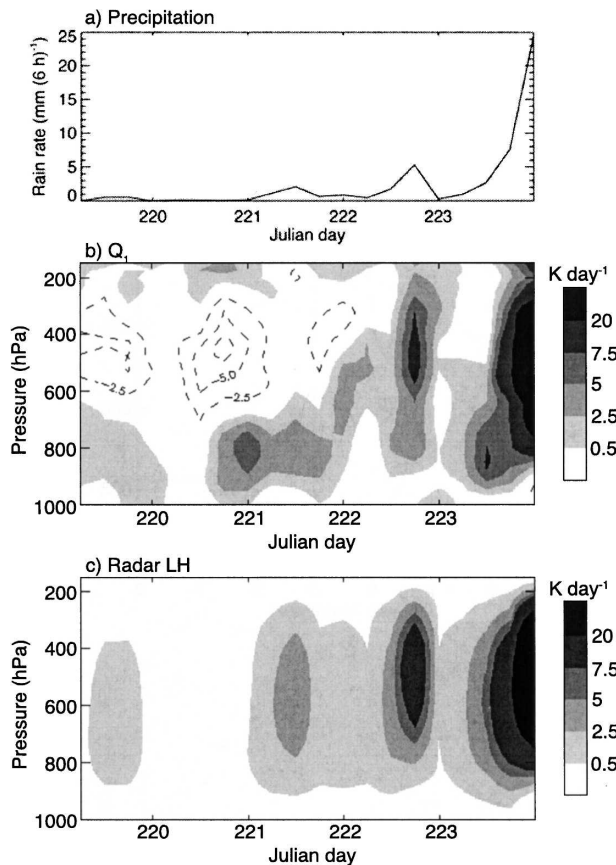 a) Precipitation
Rain rate (mm (6 h)⁻¹)
25
20
15
10
5
0
220 221 222 223
Julian day
b) Q₁
Pressure (hPa)
200
400
600
800
1000
-2.5
-5.0
-2.5
220 221 222 223
Julian day
K day⁻¹
20
7.5
5
2.5
0.5
c) Radar LH
Pressure (hPa)
200
400
600
800
1000
220 221 222 223
Julian day
K day⁻¹
20
7.5
5
2.5
0.5